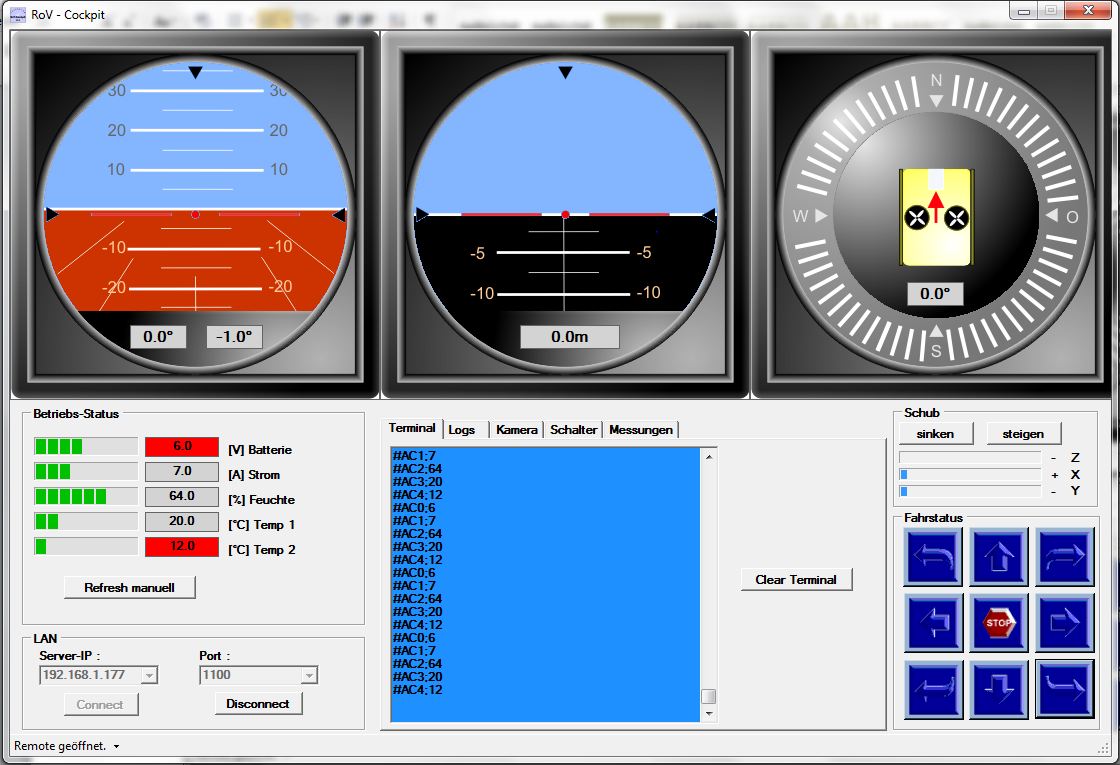 RoV - Cockpit
30 30
20 20
10 10
-10 -10
-20 -20
0.0° -1.0°
-5 -5
-10 -10
0.0m
N
W O
0.0°
S
Betriebs-Status
6.0 [V] Batterie
7.0 [A] Strom
64.0 [%] Feuchte
20.0 [°C] Temp 1
12.0 [°C] Temp 2
Refresh manuell
LAN
Server-IP : Port :
192.168.1.177 1100
Connect Disconnect
Terminal Logs Kamera Schalter Messungen
#AC1;7
#AC2;64
#AC3;20
#AC4;12
#AC0;6
#AC1;7
#AC2;64
#AC3;20
#AC4;12
#AC0;6
#AC1;7
#AC2;64
#AC3;20
#AC4;12
#AC0;6
#AC1;7
#AC2;64
#AC3;20
#AC4;12
Clear Terminal
Schub
sinken steigen
- Z
+ X
- Y
Fahrstatus
STOP
Remote geöffnet.